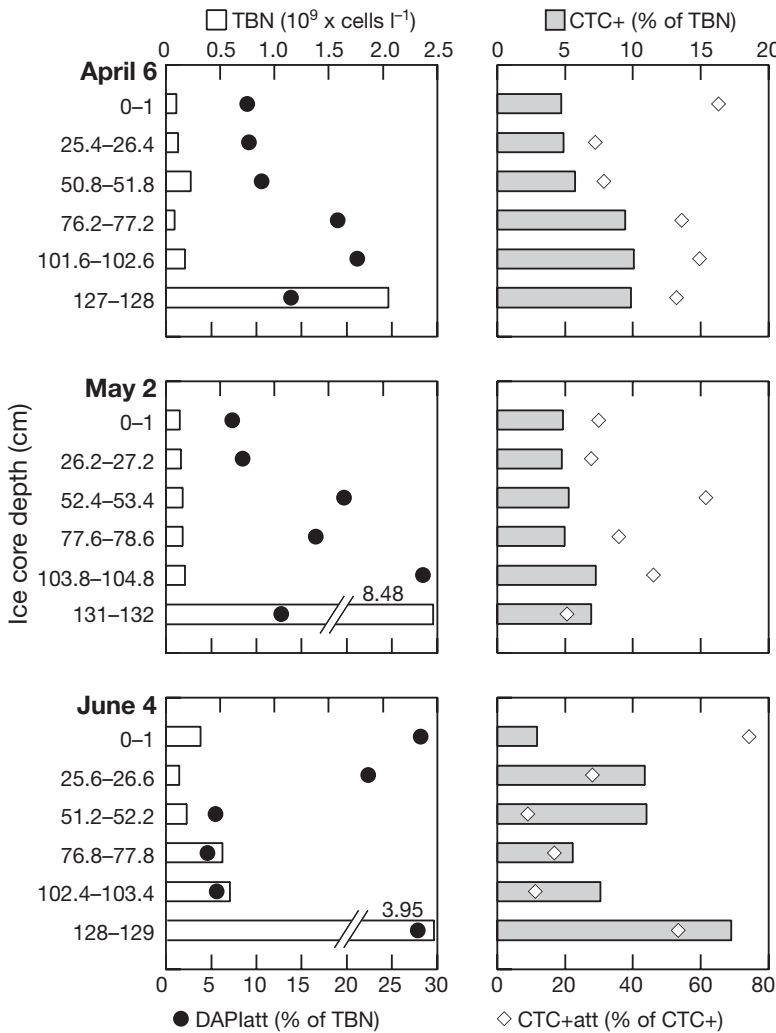 TBN (10⁹ x cells l⁻¹)
CTC+ (% of TBN)
0 0.5 1.0 1.5 2.0 2.5
0 5 10 15 20
April 6
0–1
25.4–26.4
50.8–51.8
76.2–77.2
101.6–102.6
127–128
Ice core depth (cm)
May 2
0–1
26.2–27.2
52.4–53.4
77.6–78.6
103.8–104.8
131–132
8.48
June 4
0–1
25.6–26.6
51.2–52.2
76.8–77.8
102.4–103.4
128–129
3.95
0 5 10 15 20 25 30
0 20 40 60 80
DAPIatt (% of TBN)
CTC+att (% of CTC+)